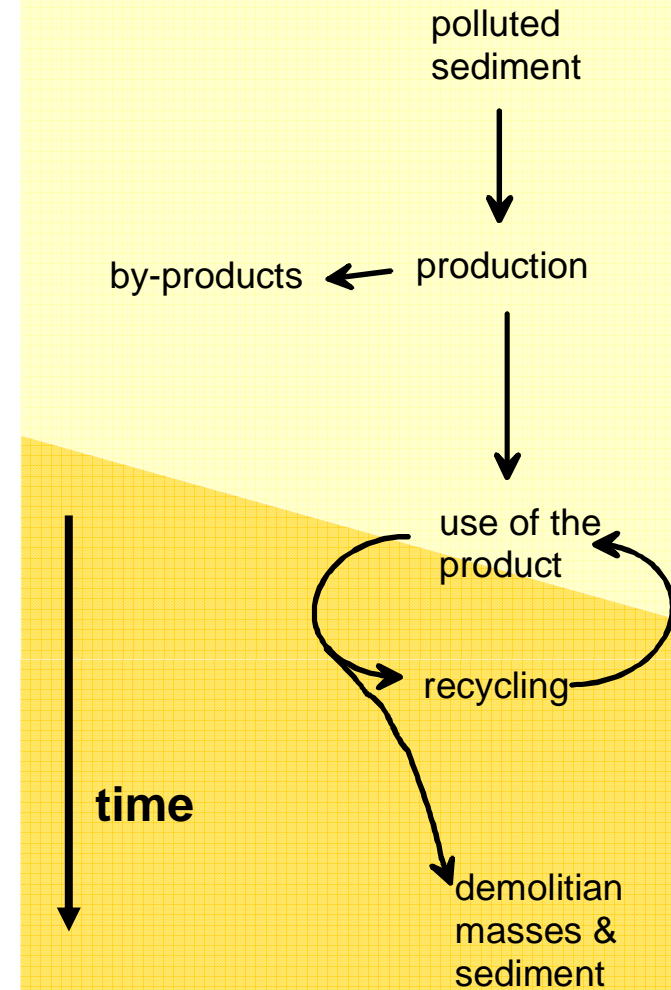 polluted
sediment
by-products
production
use of the
product
recycling
time
demolitian
masses &
sediment